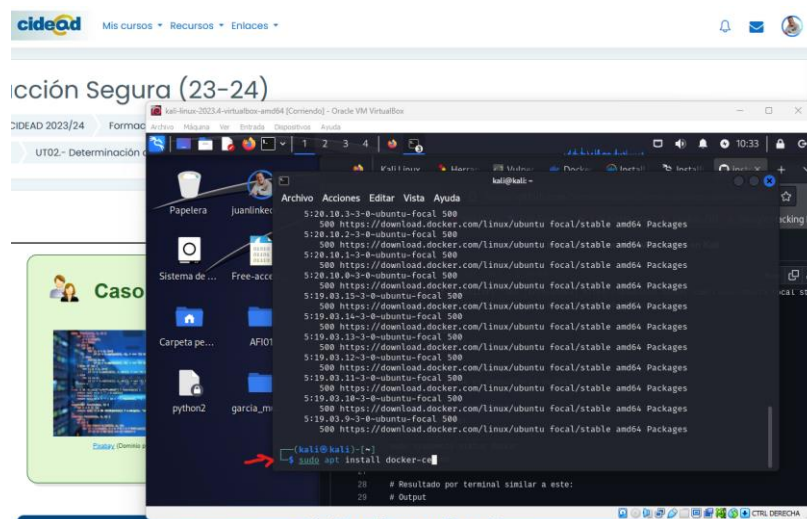 cidead Mis cursos Recursos Enlaces
cción Segura (23-24)
CIDEAD 2023/24 Formac
kali-linux-2023.4-virtualbox-amd64 [Corriendo] - Oracle VM VirtualBox
Archivo Máquina Ver Entrada Dispositivos Ayuda
1 2 3 4 10:33
UT02.- Determinación
Kali Linux
kali@kali: ~
Archivo Acciones Editar Vista Ayuda
5:20.10.3~3-0~ubuntu-focal 500
500 https://download.docker.com/linux/ubuntu focal/stable amd64 Packages
5:20.10.2~3-0~ubuntu-focal 500
500 https://download.docker.com/linux/ubuntu focal/stable amd64 Packages
5:20.10.1~3-0~ubuntu-focal 500
500 https://download.docker.com/linux/ubuntu focal/stable amd64 Packages
5:20.10.0~3-0~ubuntu-focal 500
500 https://download.docker.com/linux/ubuntu focal/stable amd64 Packages
5:19.03.15~3-0~ubuntu-focal 500
500 https://download.docker.com/linux/ubuntu focal/stable amd64 Packages
5:19.03.14~3-0~ubuntu-focal 500
500 https://download.docker.com/linux/ubuntu focal/stable amd64 Packages
5:19.03.13~3-0~ubuntu-focal 500
500 https://download.docker.com/linux/ubuntu focal/stable amd64 Packages
5:19.03.12~3-0~ubuntu-focal 500
500 https://download.docker.com/linux/ubuntu focal/stable amd64 Packages
5:19.03.11~3-0~ubuntu-focal 500
500 https://download.docker.com/linux/ubuntu focal/stable amd64 Packages
5:19.03.10~3-0~ubuntu-focal 500
500 https://download.docker.com/linux/ubuntu focal/stable amd64 Packages
5:19.03.9~3-0~ubuntu-focal 500
500 https://download.docker.com/linux/ubuntu focal/stable amd64 Packages
(kali㉿kali)-[~]
$ sudo apt install docker-ce
Papelera juanlinked
Sistema de ... Free-acce
Carpeta pe... AFI01
python2 garcia_m
Caso
Pixabay (Dominio p
28 # Resultado por terminal similar a este:
29 # Output
CTRL DERECHA